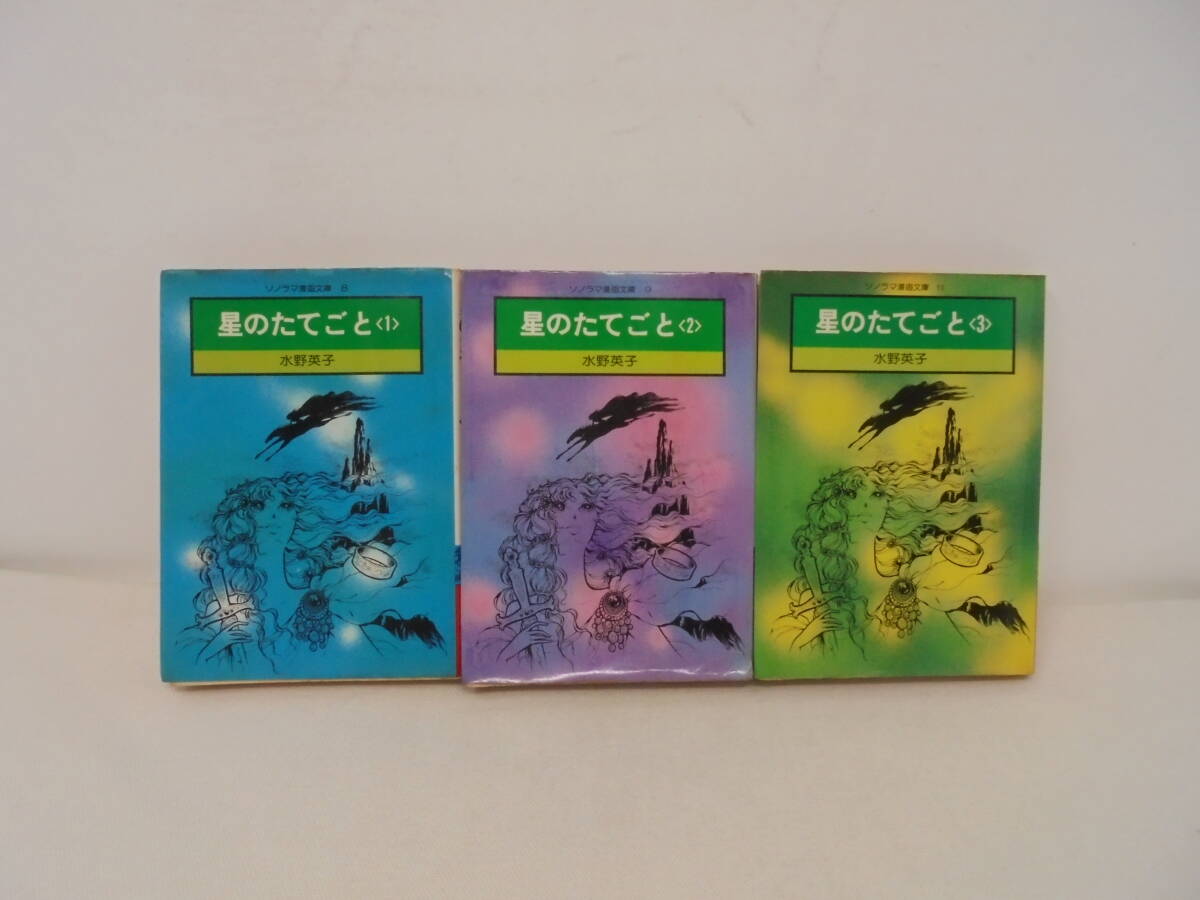 ソノラマ漫画文庫 8
星のたてごと〈1〉
水野英子
ソノラマ漫画文庫 9
星のたてごと〈2〉
水野英子
ソノラマ漫画文庫
星のたてごと〈3〉
水野英子